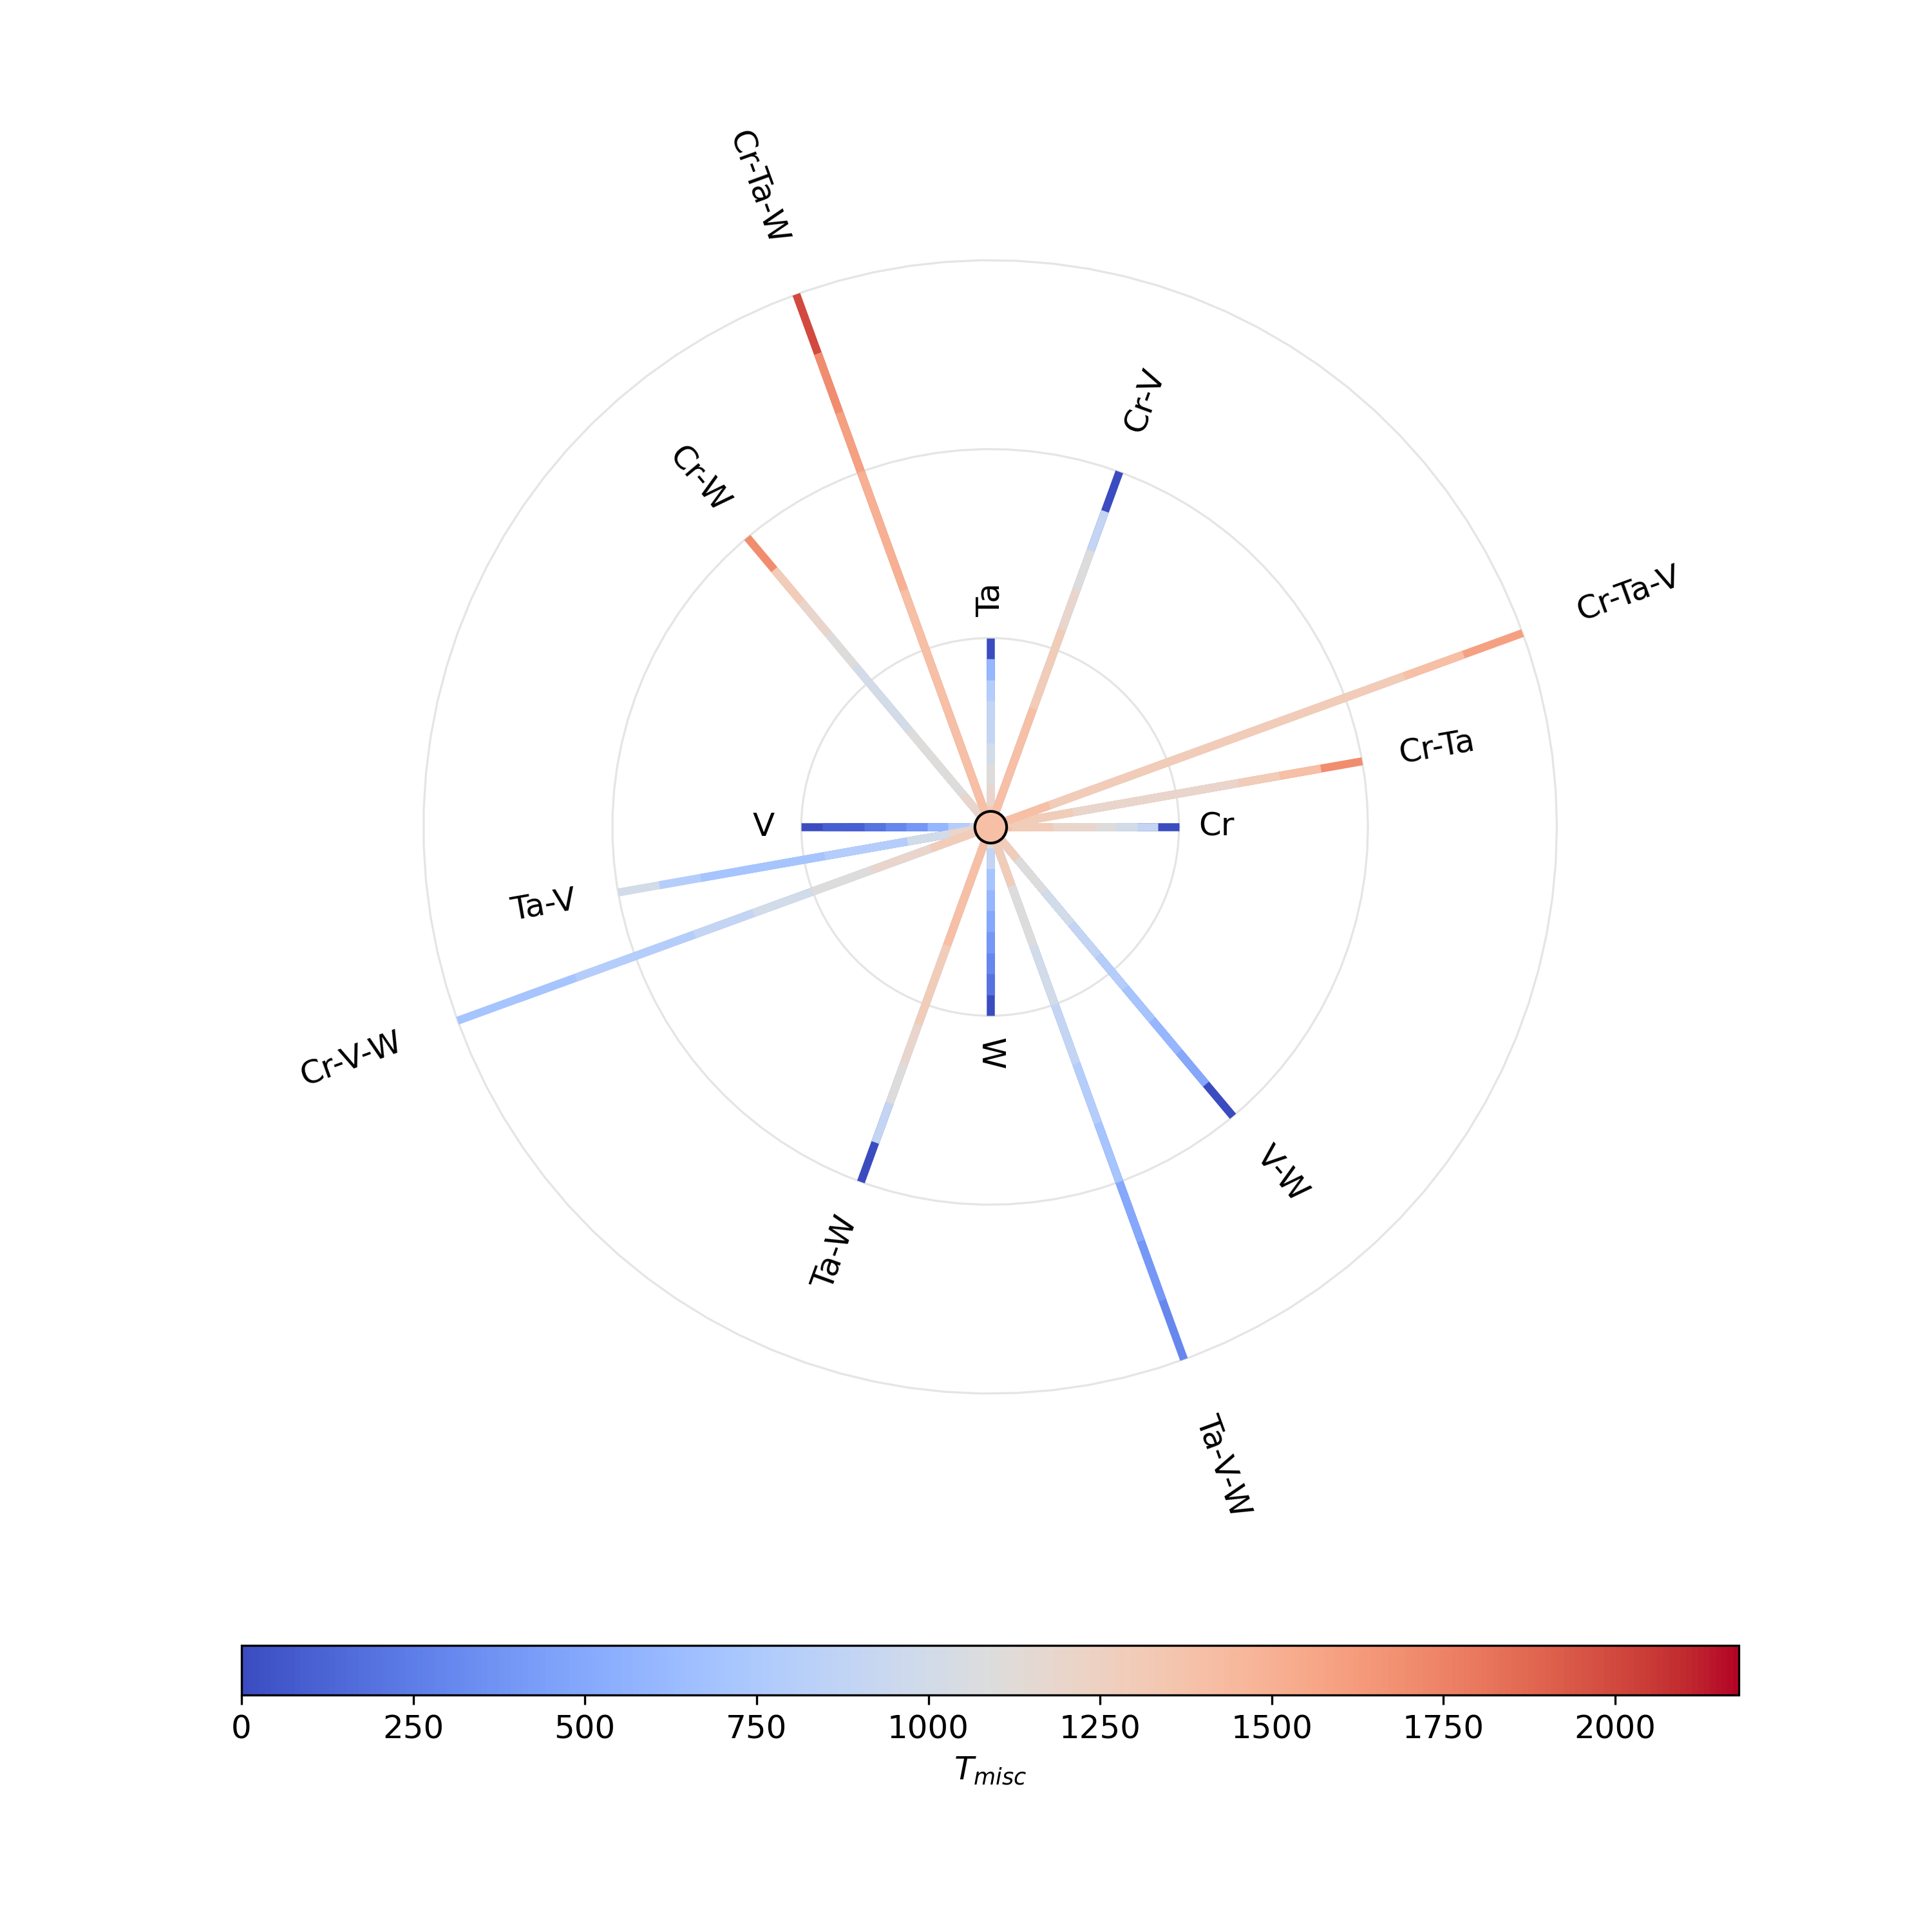 Cr-Ta-W
Cr-V
Cr-W
Cr-Ta-V
Ta
Cr-Ta
V
Cr
Ta-V
Cr-V-W
W
V-W
Ta-W
Ta-V-W
0 250 500 750 1000 1250 1500 1750 2000
T_misc